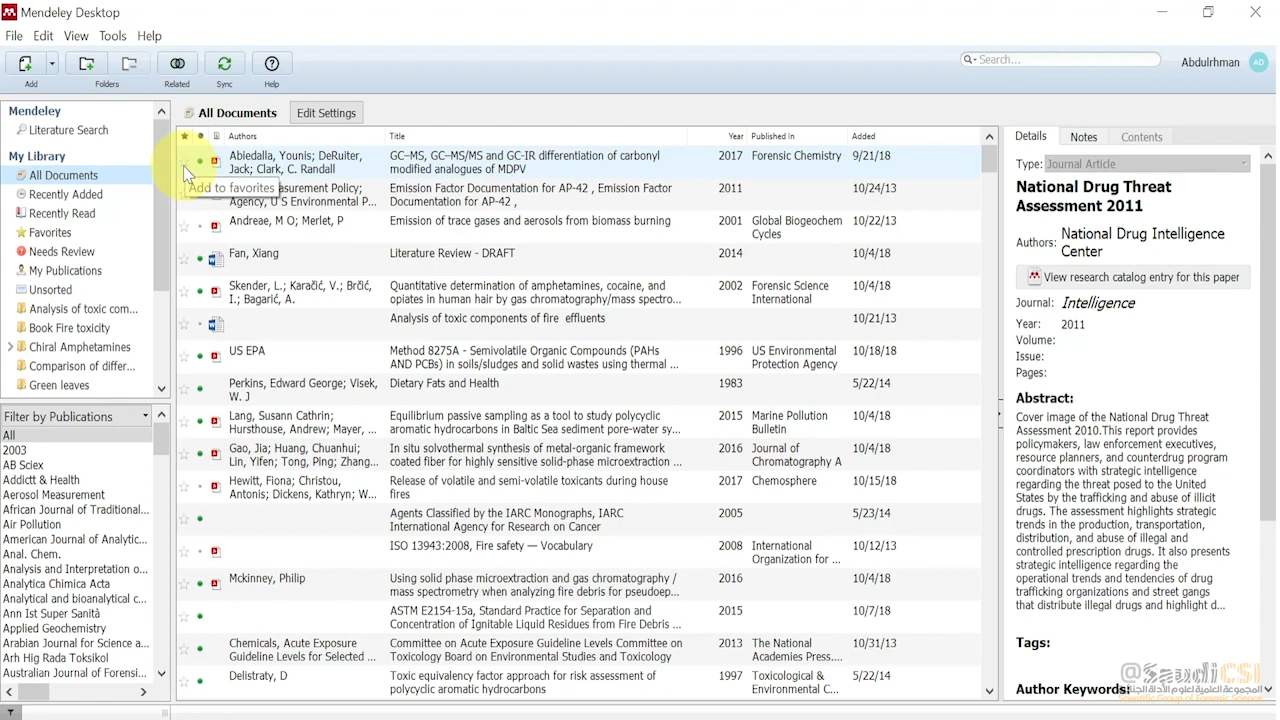 Mendeley Desktop
File Edit View Tools Help
Add Folders Related Sync Help
Search...
Abdulrhman AD
Mendeley
Literature Search
My Library
All Documents
Recently Added
Recently Read
Favorites
Needs Review
My Publications
Unsorted
Analysis of toxic com...
Book Fire toxicity
Chiral Amphetamines
Comparison of differ...
Green leaves
Filter by Publications
All
2003
AB Sciex
Addictt & Health
Aerosol Measurement
African Journal of Traditional...
Air Pollution
American Journal of Analytic...
Anal. Chem.
Analysis and Interpretation o...
Analytica Chimica Acta
Analytical and bioanalytical c...
Ann Ist Super Sanità
Applied Geochemistry
Arabian Journal for Science a...
Arh Hig Rada Toksikol
Australian Journal of Forensi...
All Documents Edit Settings
Authors Title Year Published In Added
Abiedalla, Younis; DeRuiter, GC–MS, GC–MS/MS and GC-IR differentiation of carbonyl 2017 Forensic Chemistry 9/21/18
Jack; Clark, C. Randall modified analogues of MDPV
Add to favorites
asurement Policy; Emission Factor Documentation for AP-42 , Emission Factor 2011 10/24/13
Agency, U S Environmental P... Documentation for AP-42 ,
Andreae, M O; Merlet, P Emission of trace gases and aerosols from biomass burning 2001 Global Biogeochem 10/22/13
Cycles
Fan, Xiang Literature Review - DRAFT 2014 10/4/18
Skender, L.; Karačić, V.; Brčić, Quantitative determination of amphetamines, cocaine, and 2002 Forensic Science 10/4/18
I.; Bagarić, A. opiates in human hair by gas chromatography/mass spectro... International
Analysis of toxic components of fire effluents 10/21/13
US EPA Method 8275A - Semivolatile Organic Compounds (PAHs 1996 US Environmental 10/18/18
AND PCBs) in soils/sludges and solid wastes using thermal ... Protection Agency
Perkins, Edward George; Visek, Dietary Fats and Health 1983 5/22/14
W. J
Lang, Susann Cathrin; Equilibrium passive sampling as a tool to study polycyclic 2015 Marine Pollution 10/4/18
Hursthouse, Andrew; Mayer, ... aromatic hydrocarbons in Baltic Sea sediment pore-water sy... Bulletin
Gao, Jia; Huang, Chuanhui; In situ solvothermal synthesis of metal-organic framework 2016 Journal of 10/4/18
Lin, Yifen; Tong, Ping; Zhang... coated fiber for highly sensitive solid-phase microextraction ... Chromatography A
Hewitt, Fiona; Christou, Release of volatile and semi-volatile toxicants during house 2017 Chemosphere 10/15/18
Antonis; Dickens, Kathryn; W... fires
Agents Classified by the IARC Monographs, IARC 2005 5/23/14
International Agency for Research on Cancer
ISO 13943:2008, Fire safety — Vocabulary 2008 International 10/12/13
Organization for ...
Mckinney, Philip Using solid phase microextraction and gas chromatography / 2016 10/4/18
mass spectrometry when analyzing fire debris for pseudoep...
ASTM E2154-15a, Standard Practice for Separation and 2015 10/7/18
Concentration of Ignitable Liquid Residues from Fire Debris ...
Chemicals, Acute Exposure Committee on Acute Exposure Guideline Levels Committee on 2013 The National 10/31/13
Guideline Levels for Selected ... Toxicology Board on Environmental Studies and Toxicology Academies Press....
Delistraty, D Toxic equivalency factor approach for risk assessment of 1997 Toxicological & 5/22/14
polycyclic aromatic hydrocarbons Environmental C...
Details Notes Contents
Type: Journal Article
National Drug Threat
Assessment 2011
Authors: National Drug Intelligence
Center
View research catalog entry for this paper
Journal: Intelligence
Year: 2011
Volume:
Issue:
Pages:
Abstract:
Cover image of the National Drug Threat
Assessment 2010.This report provides
policymakers, law enforcement executives,
resource planners, and counterdrug program
coordinators with strategic intelligence
regarding the threat posed to the United
States by the trafficking and abuse of illicit
drugs. The assessment highlights strategic
trends in the production, transportation,
distribution, and abuse of illegal and
controlled prescription drugs. It also presents
strategic intelligence regarding the
operational trends and tendencies of drug
trafficking organizations and street gangs
that distribute illegal drugs and highlight d...
Tags:
Author Keywords:
@SaudiCSI
الجمعية العلمية لعلوم الأدلة الجنائية
Scientific Group of Forensic Science